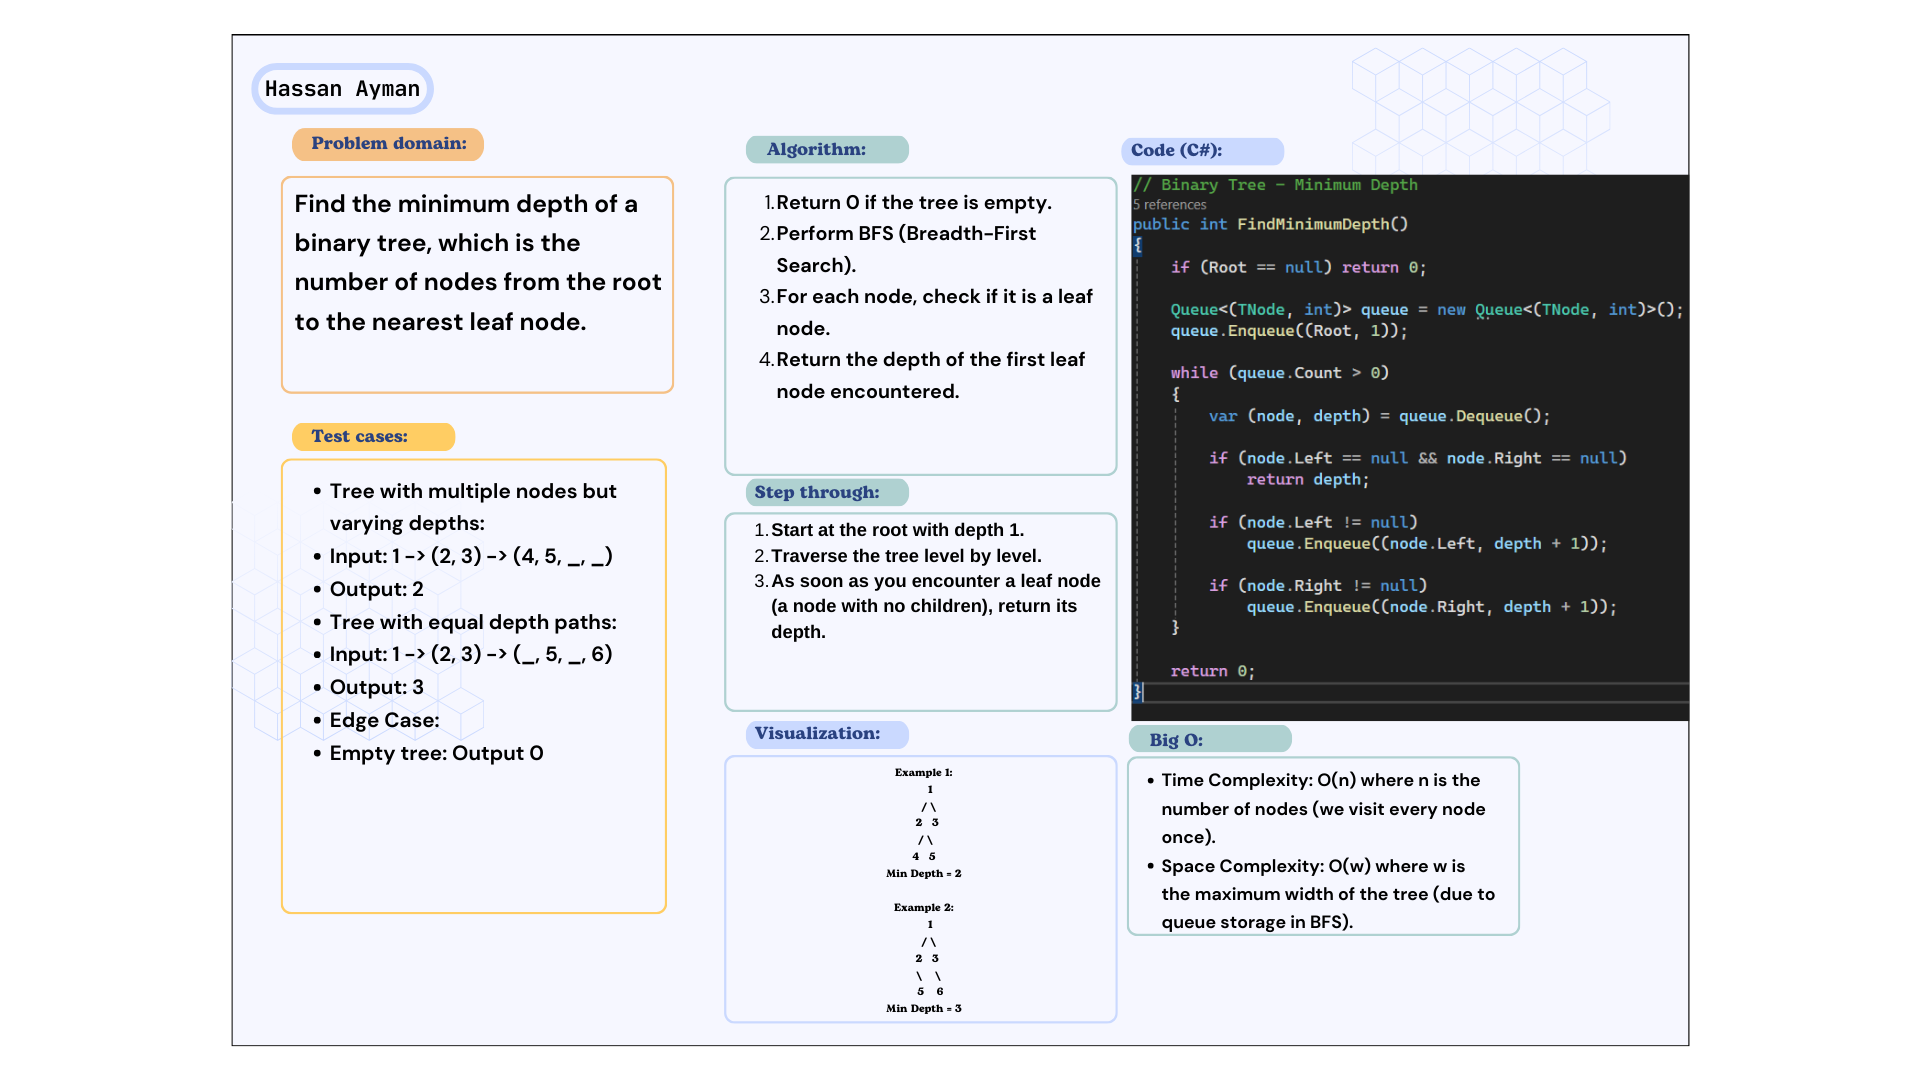 Hassan Ayman
Problem domain:
Find the minimum depth of a
binary tree, which is the
number of nodes from the root
to the nearest leaf node.
Test cases:
• Tree with multiple nodes but
varying depths:
• Input: 1 -> (2, 3) -> (4, 5, _, _)
• Output: 2
• Tree with equal depth paths:
• Input: 1 -> (2, 3) -> (_, 5, _, 6)
• Output: 3
• Edge Case:
• Empty tree: Output 0
Algorithm:
1. Return 0 if the tree is empty.
2. Perform BFS (Breadth-First
Search).
3. For each node, check if it is a leaf
node.
4. Return the depth of the first leaf
node encountered.
Step through:
1. Start at the root with depth 1.
2. Traverse the tree level by level.
3. As soon as you encounter a leaf node
(a node with no children), return its
depth.
Visualization:
Example 1:
1
/ \
2 3
/ \
4 5
Min Depth = 2
Example 2:
1
/ \
2 3
\ \
5 6
Min Depth = 3
Code (C#):
// Binary Tree - Minimum Depth
5 references
public int FindMinimumDepth()
{
if (Root == null) return 0;
Queue<(TNode, int)> queue = new Queue<(TNode, int)>();
queue.Enqueue((Root, 1));
while (queue.Count > 0)
{
var (node, depth) = queue.Dequeue();
if (node.Left == null && node.Right == null)
return depth;
if (node.Left != null)
queue.Enqueue((node.Left, depth + 1));
if (node.Right != null)
queue.Enqueue((node.Right, depth + 1));
}
return 0;
}
Big O:
• Time Complexity: O(n) where n is the
number of nodes (we visit every node
once).
• Space Complexity: O(w) where w is
the maximum width of the tree (due to
queue storage in BFS).